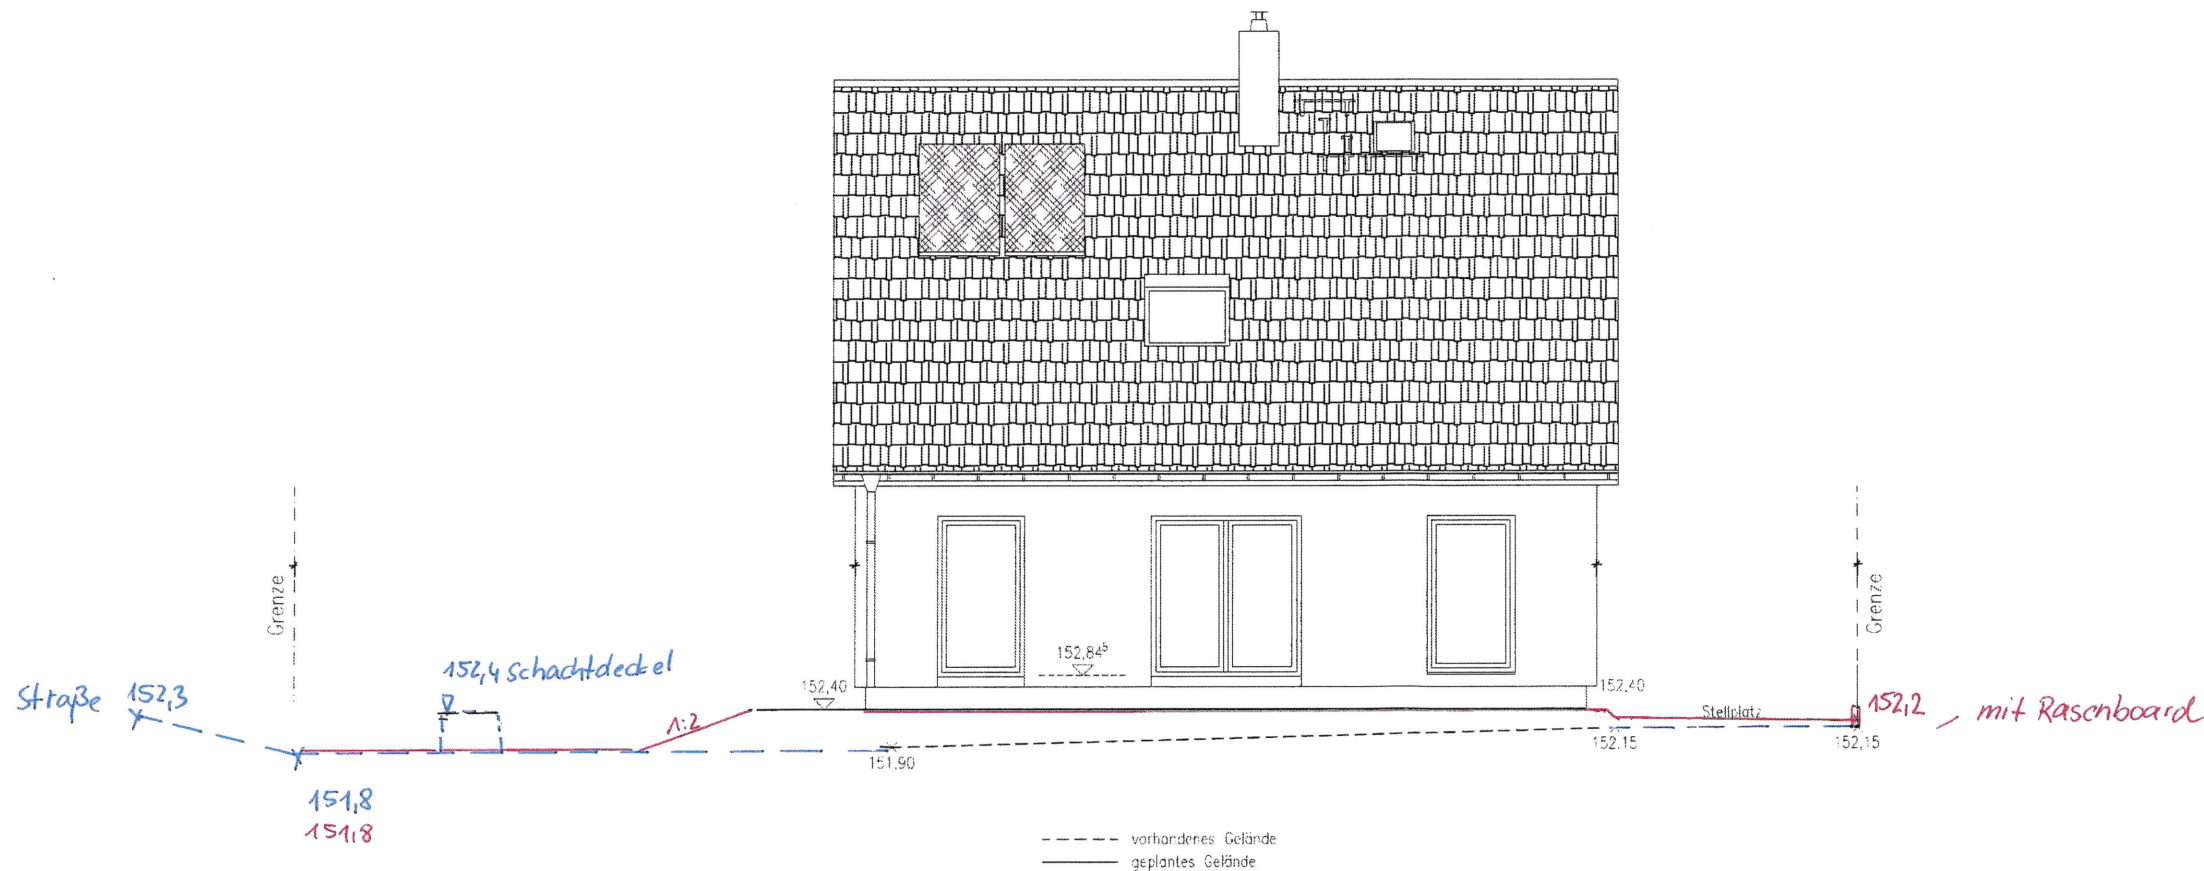 Grenze
Grenze
152,84⁵
152,4 Schachtdeckel
Straße 152,3
152,40
152,40
1:2
Stellplatz
152,2, mit Rasenboard
151,90
152,15
152,15
151,8
151,8
vorhandenes Gelände
geplantes Gelände